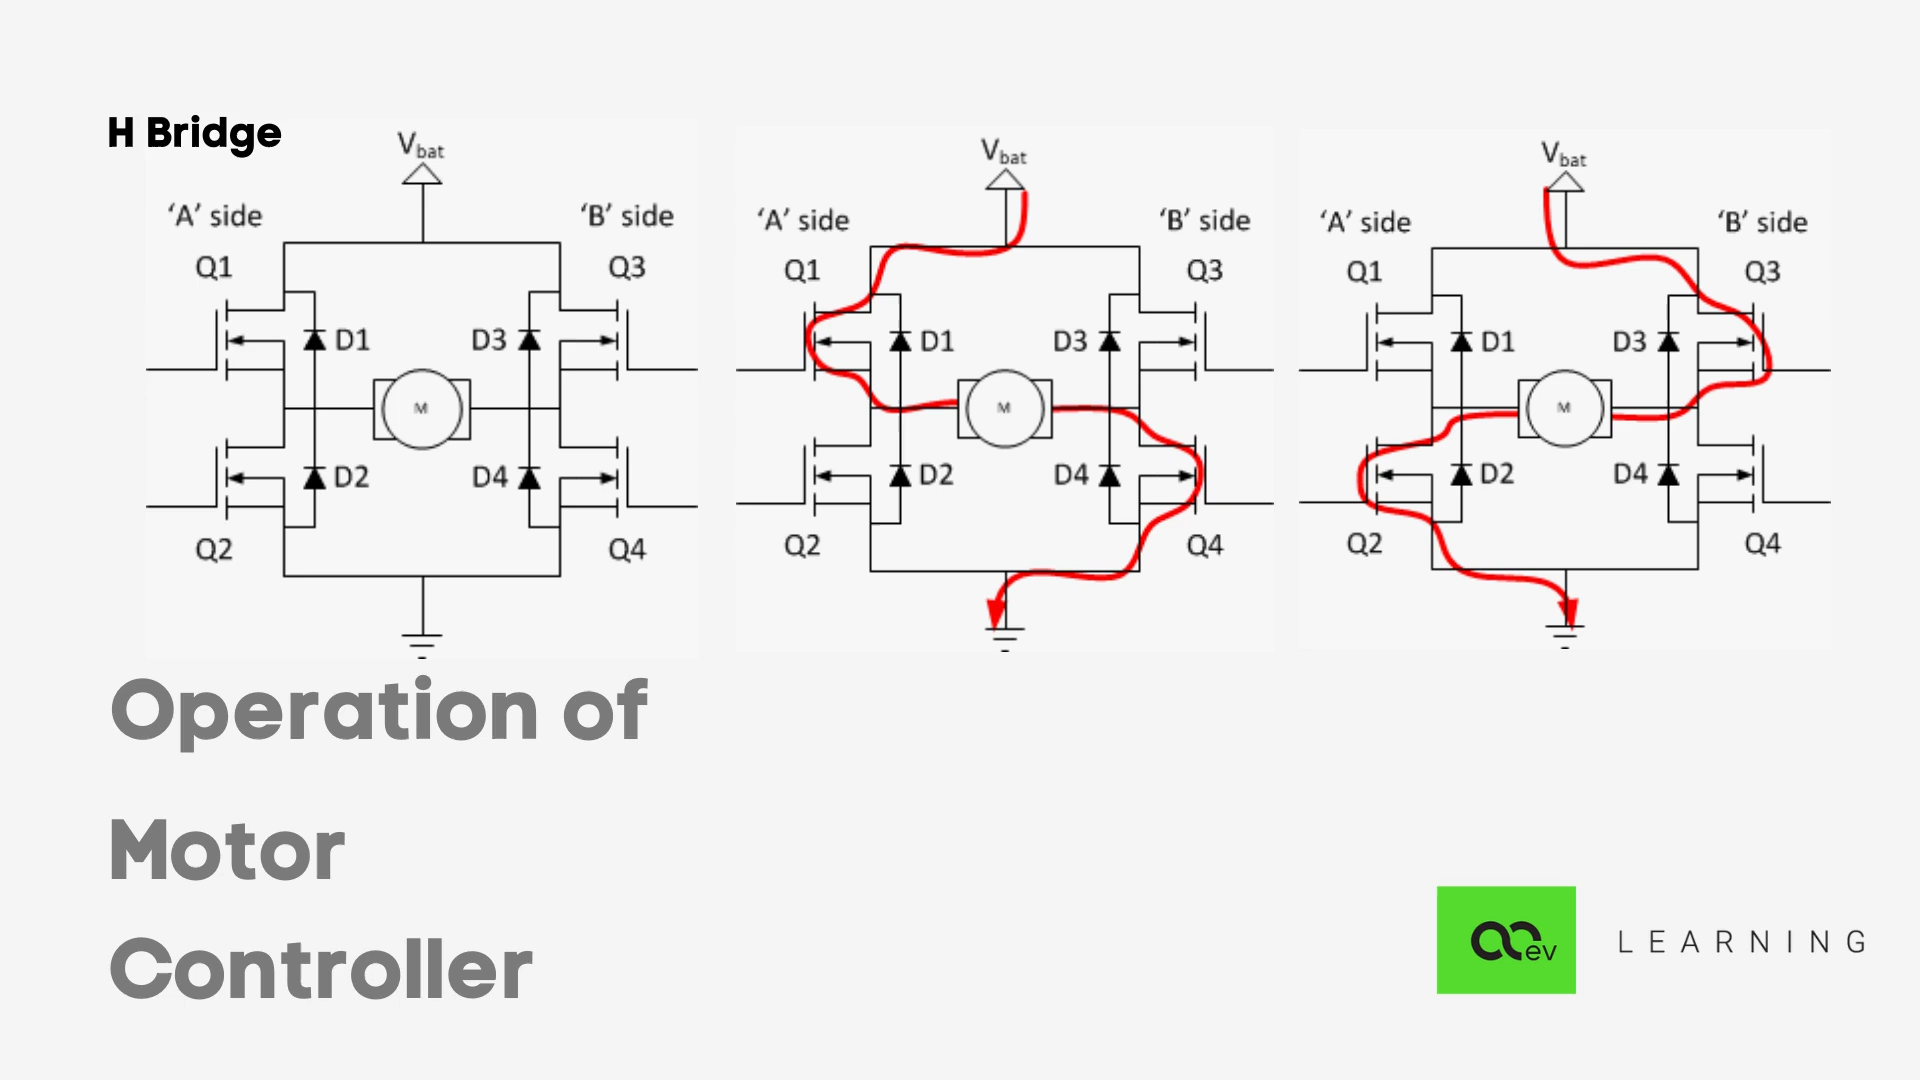 H Bridge
Vbat
'A' side
'B' side
Q1
Q3
D1
D3
M
D2
D4
Q2
Q4
Vbat
'A' side
'B' side
Q1
Q3
D1
D3
M
D2
D4
Q2
Q4
Vbat
'A' side
'B' side
Q1
Q3
D1
D3
M
D2
D4
Q2
Q4
Operation of
Motor
Controller
ev
LEARNING